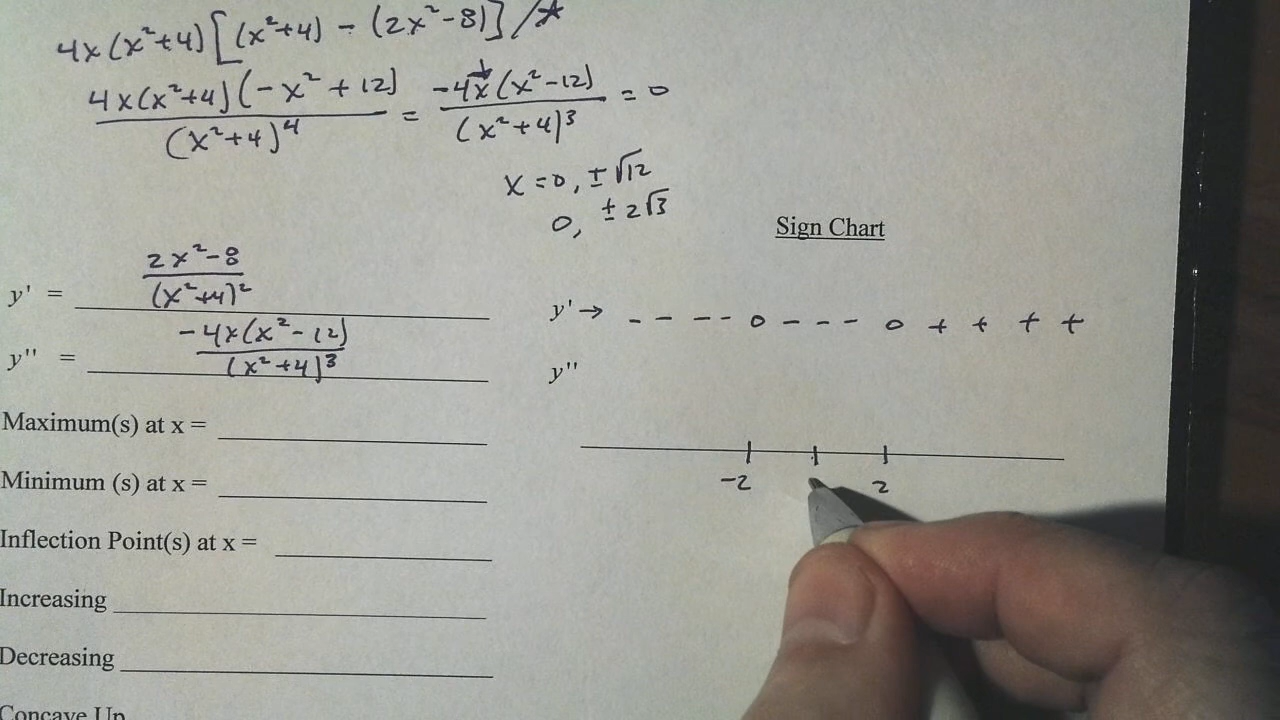 4x(x²+4)[(x²+4) - (2x²-8)] /*
4x(x²+4)(-x²+12) / (x²+4)⁴ = -4x(x²-12) / (x²+4)³ = 0
x = 0, ±√12
0, ±2√3
Sign Chart
y' = 2x²-8 / (x²+4)²
y' → - - - - 0 - - - 0 + + + +
y'' = -4x(x²-12) / (x²+4)³
y''
Maximum(s) at x =
-2 2
Minimum (s) at x =
Inflection Point(s) at x =
Increasing
Decreasing
Concave Up